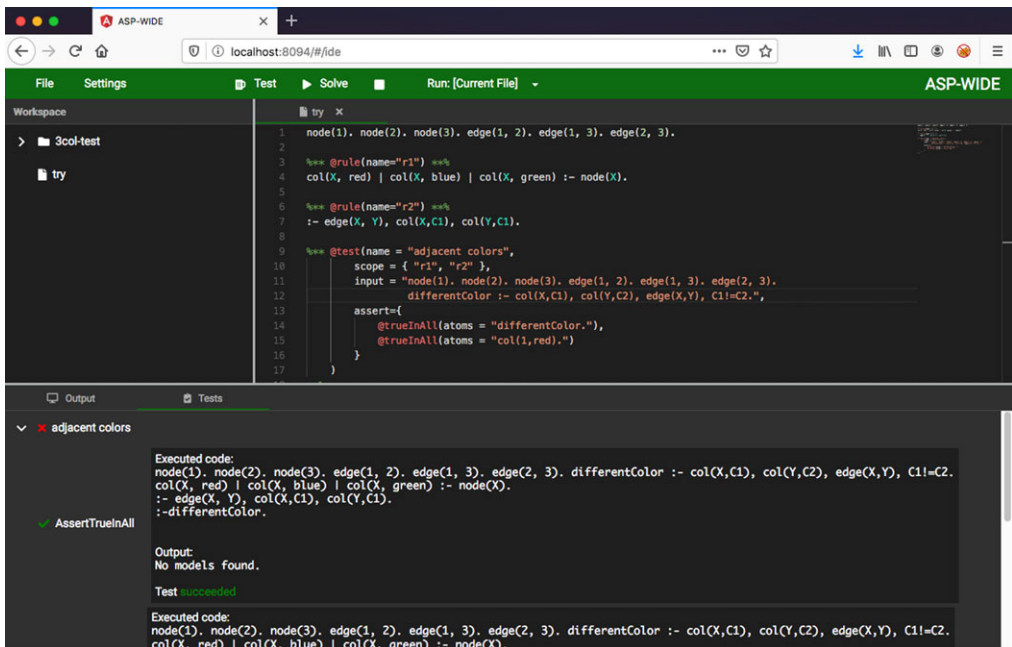 ASP-WIDE
localhost:8094/#/ide
File Settings Test Solve Run: [Current File] ASP-WIDE
Workspace
3col-test
try
try
1 node(1). node(2). node(3). edge(1, 2). edge(1, 3). edge(2, 3).
2
3 %** @rule(name="r1") **%
4 col(X, red) | col(X, blue) | col(X, green) :- node(X).
5
6 %** @rule(name="r2") **%
7 :- edge(X, Y), col(X,C1), col(Y,C1).
8
9 %** @test(name = "adjacent colors",
10 scope = { "r1", "r2" },
11 input = "node(1). node(2). node(3). edge(1, 2). edge(1, 3). edge(2, 3).
12 differentColor :- col(X,C1), col(Y,C2), edge(X,Y), C1!=C2.",
13 assert={
14 @trueInAll(atoms = "differentColor."),
15 @trueInAll(atoms = "col(1,red).")
16 }
17 )
Output Tests
adjacent colors
AssertTrueInAll
Executed code:
node(1). node(2). node(3). edge(1, 2). edge(1, 3). edge(2, 3). differentColor :- col(X,C1), col(Y,C2), edge(X,Y), C1!=C2.
col(X, red) | col(X, blue) | col(X, green) :- node(X).
:- edge(X, Y), col(X,C1), col(Y,C1).
:-differentColor.
Output:
No models found.
Test succeeded
Executed code:
node(1). node(2). node(3). edge(1, 2). edge(1, 3). edge(2, 3). differentColor :- col(X,C1), col(Y,C2), edge(X,Y), C1!=C2.
col(X, red) | col(X, blue) | col(X, green) :- node(X).